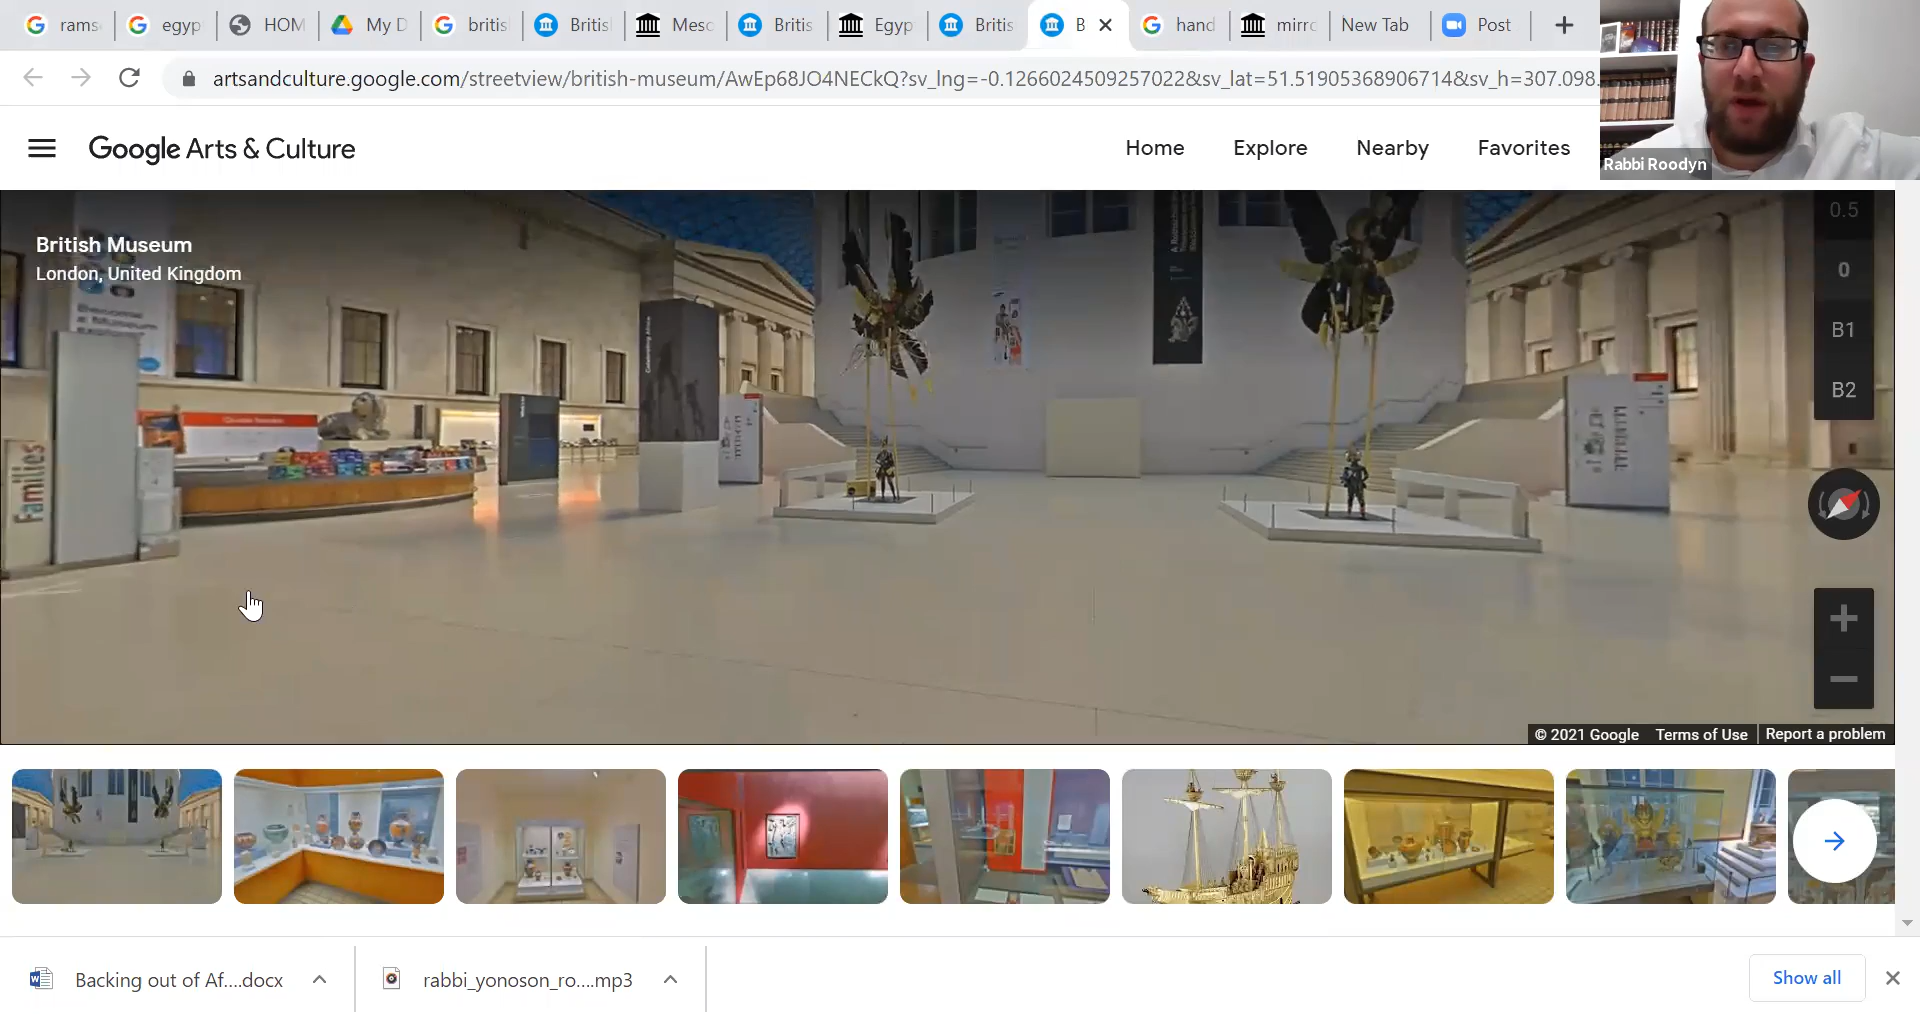 rams
egyp
HOM
My D
britis
Britis
Meso
Britis
Egyp
Britis
B
hand
mirro
New Tab
Post
artsandculture.google.com/streetview/british-museum/AwEp68JO4NECkQ?sv_lng=-0.1266024509257022&sv_lat=51.51905368906714&sv_h=307.098
Google Arts & Culture
Home
Explore
Nearby
Favorites
Rabbi Roodyn
British Museum
London, United Kingdom
Celebrating Africa
0.5
0
B1
B2
© 2021 Google
Terms of Use
Report a problem
Backing out of Af....docx
rabbi_yonoson_ro....mp3
Show all